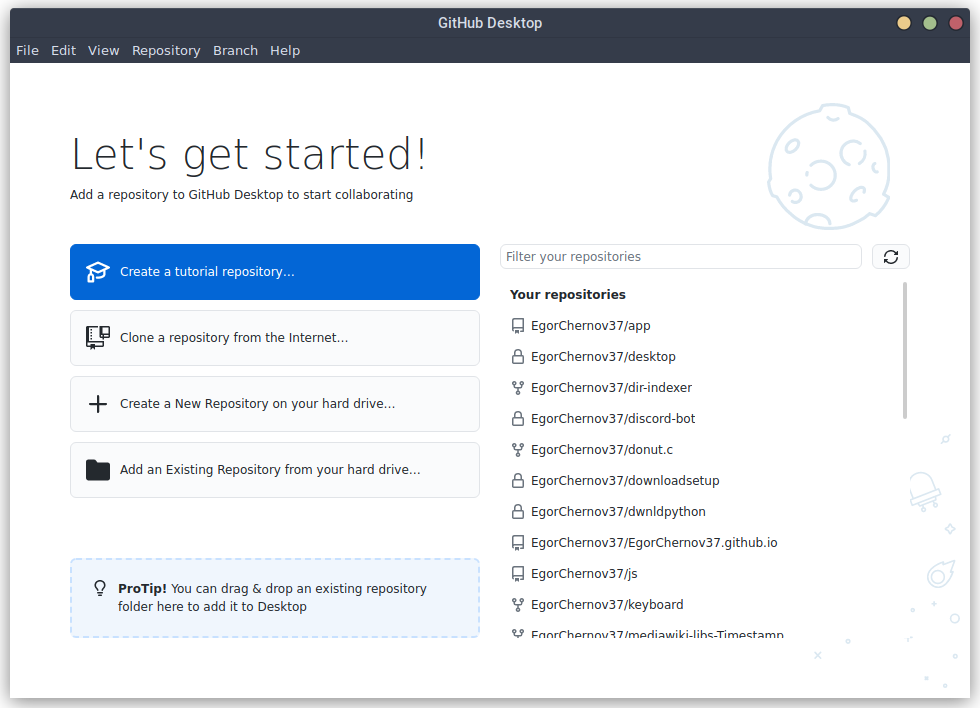 GitHub Desktop
File Edit View Repository Branch Help
Let's get started!
Add a repository to GitHub Desktop to start collaborating
Create a tutorial repository...
Clone a repository from the Internet...
Create a New Repository on your hard drive...
Add an Existing Repository from your hard drive...
ProTip! You can drag & drop an existing repository
folder here to add it to Desktop
Filter your repositories
Your repositories
EgorChernov37/app
EgorChernov37/desktop
EgorChernov37/dir-indexer
EgorChernov37/discord-bot
EgorChernov37/donut.c
EgorChernov37/downloadsetup
EgorChernov37/dwnldpython
EgorChernov37/EgorChernov37.github.io
EgorChernov37/js
EgorChernov37/keyboard
EgorChernov37/mediawiki-libs-Timestamp